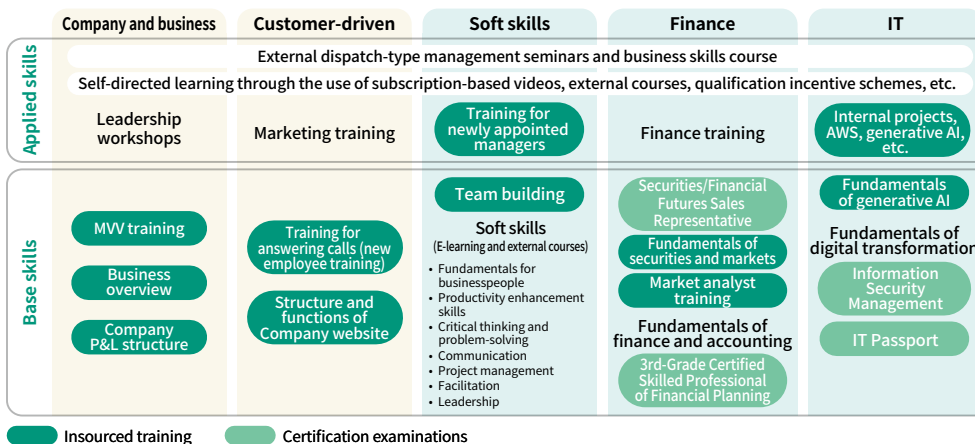 Company and business
Customer-driven
Soft skills
Finance
IT
Applied skills
External dispatch-type management seminars and business skills course
Self-directed learning through the use of subscription-based videos, external courses, qualification incentive schemes, etc.
Leadership
workshops
Marketing training
Training for
newly appointed
managers
Finance training
Internal projects,
AWS, generative AI,
etc.
Base skills
MVV training
Business
overview
Company
P&L structure
Training for
answering calls (new
employee training)
Structure and
functions of
Company website
Team building
Soft skills
(E-learning and external courses)
• Fundamentals for
businesspeople
• Productivity enhancement
skills
• Critical thinking and
problem-solving
• Communication
• Project management
• Facilitation
• Leadership
Securities/Financial
Futures Sales
Representative
Fundamentals of
securities and markets
Market analyst
training
Fundamentals of
finance and accounting
3rd-Grade Certified
Skilled Professional
of Financial Planning
Fundamentals
of generative AI
Fundamentals of
digital transformation
Information
Security
Management
IT Passport
Insourced training
Certification examinations